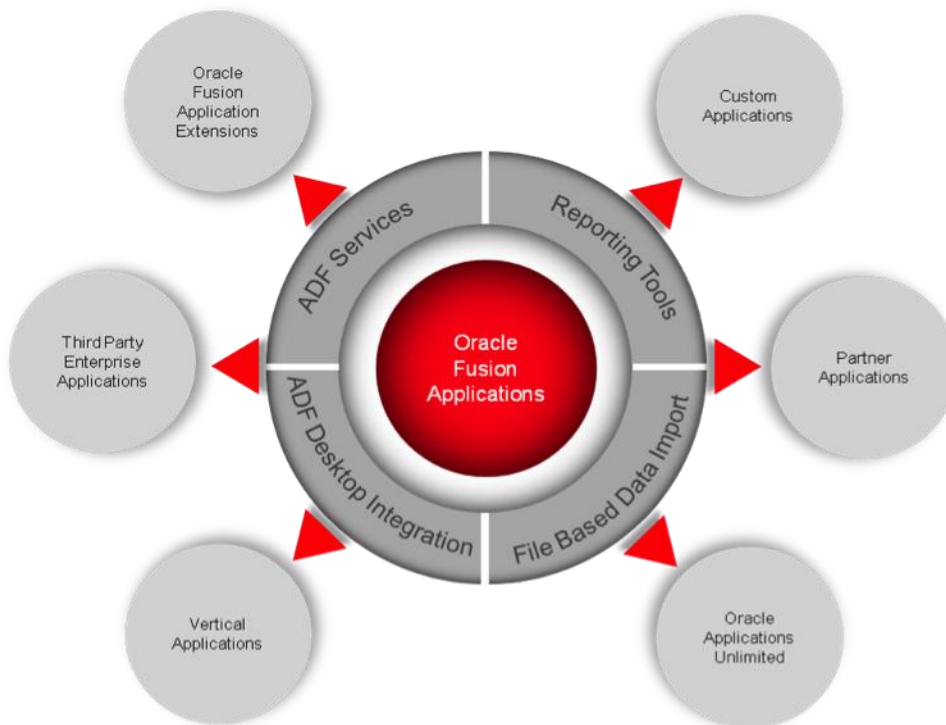 Oracle
Fusion
Application
Extensions
Custom
Applications
ADF Services
Reporting Tools
Third Party
Enterprise
Applications
Oracle
Fusion
Applications
Partner
Applications
ADF Desktop Integration
File Based Data Import
Vertical
Applications
Oracle
Applications
Unlimited